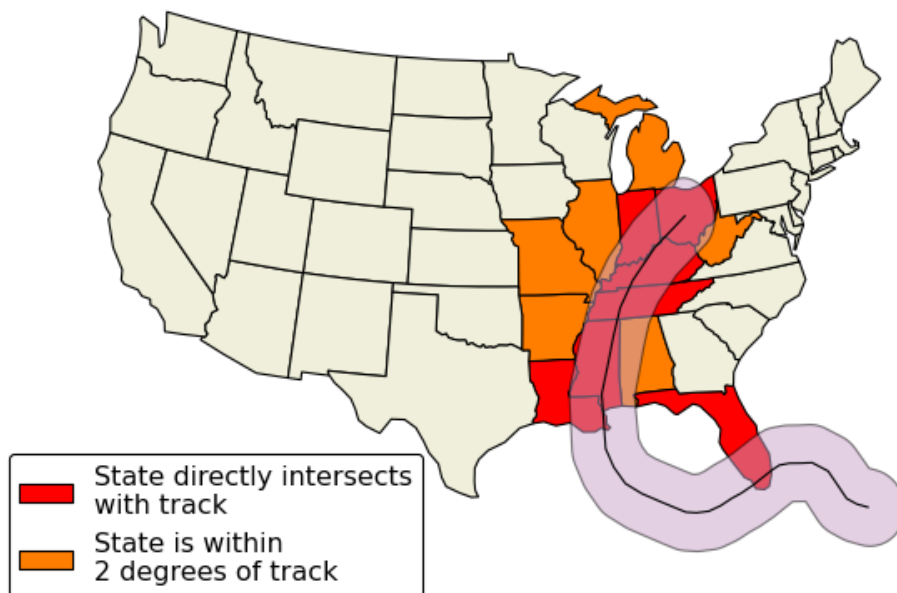 State directly intersects
with track
State is within
2 degrees of track